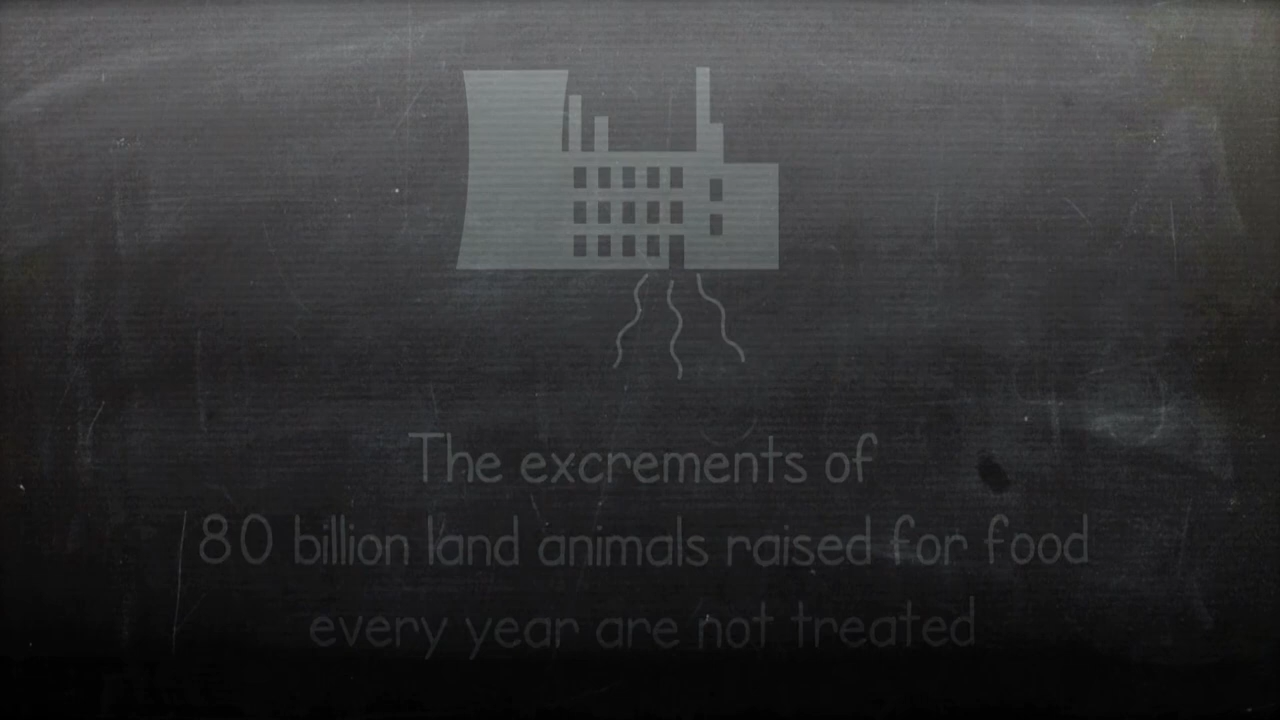 The excrements of
80 billion land animals raised for food
every year are not treated